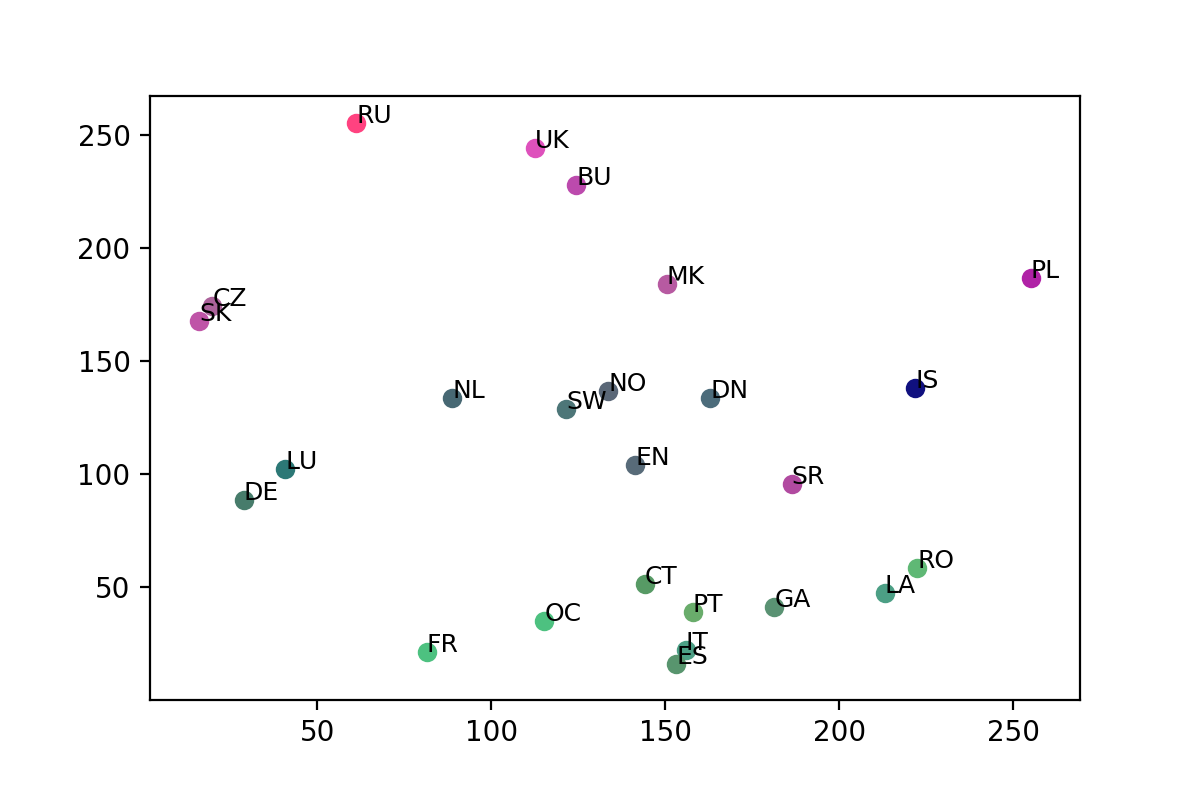 250
200
150
100
50
RU
UK
BU
PL
MK
CZ
SK
NL
NO
SW
DN
IS
EN
SR
LU
DE
RO
LA
CT
GA
PT
OC
FR
IT
ES
50 100 150 200 250